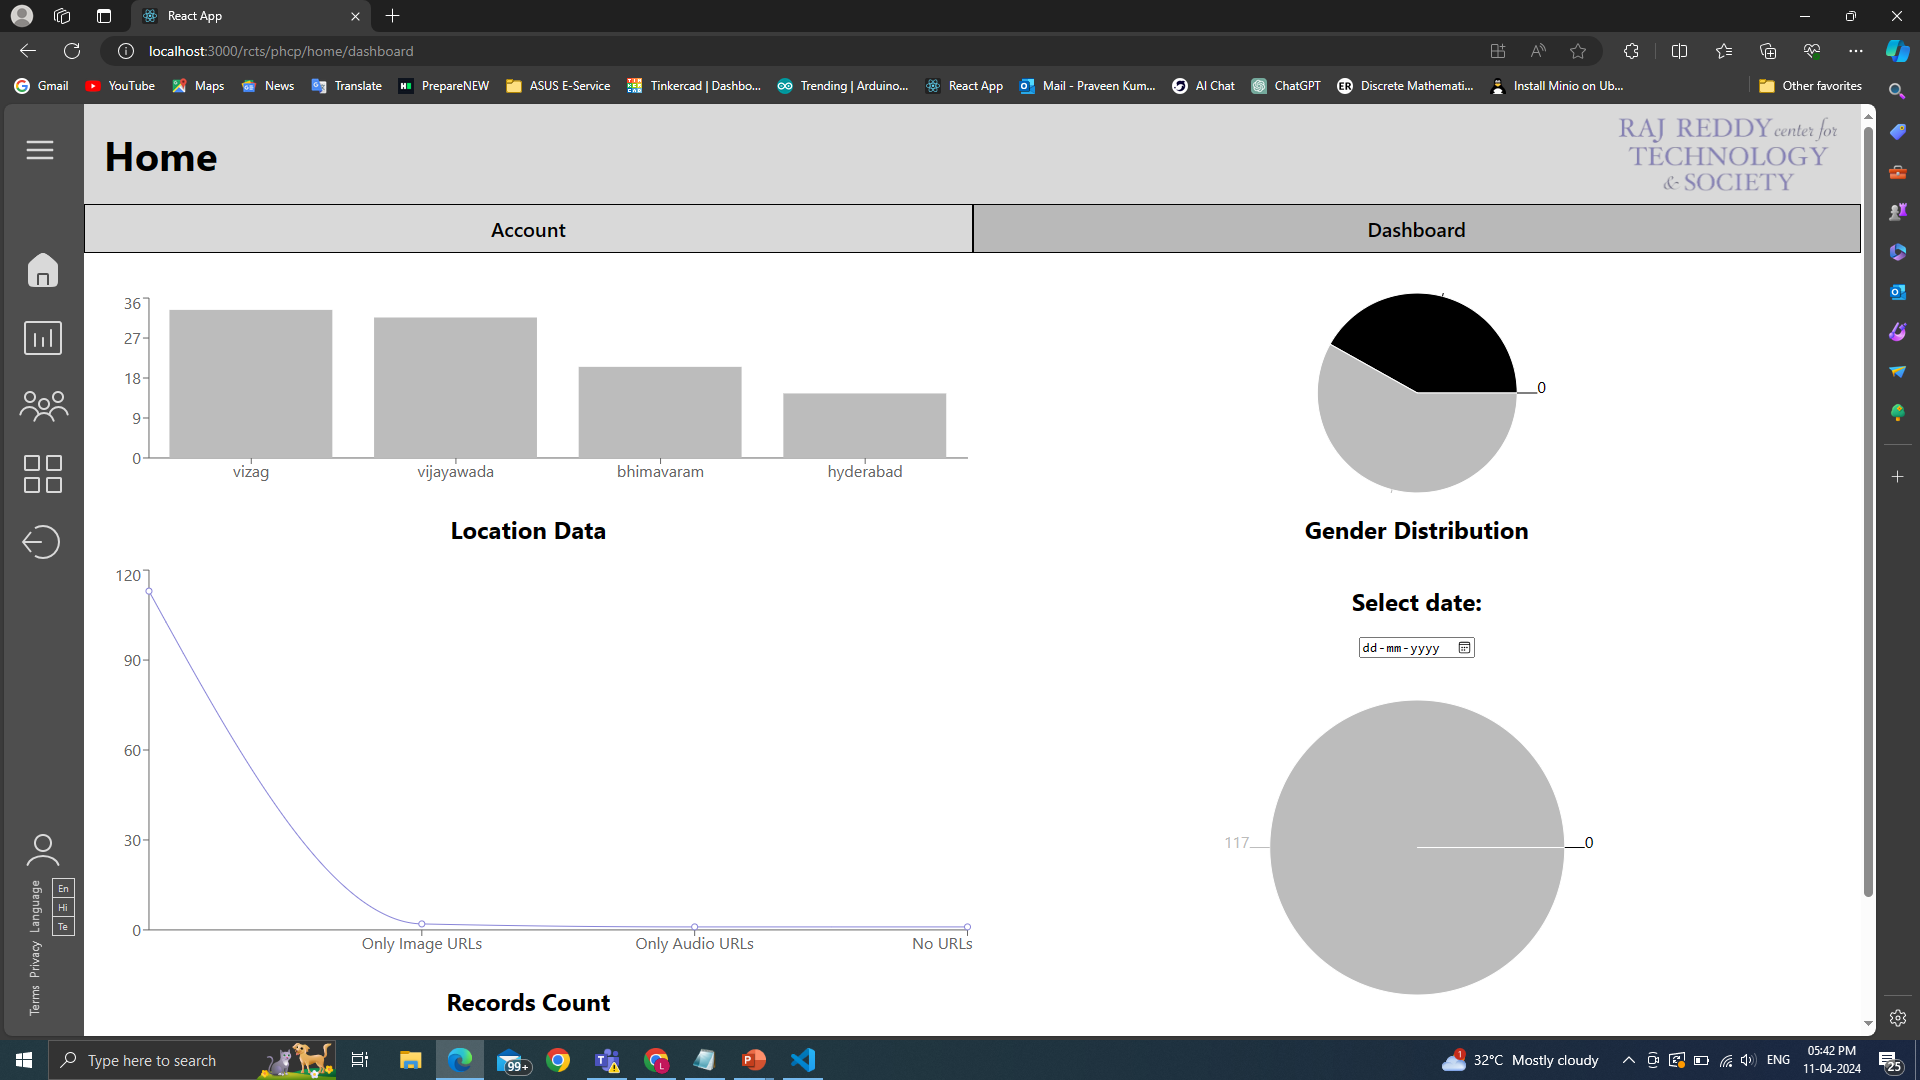 React App
localhost:3000/rcts/phcp/home/dashboard
Gmail YouTube Maps News Translate PrepareNEW ASUS E-Service Tinkercad | Dashbo... Trending | Arduino... React App Mail - Praveen Kum... AI Chat ChatGPT Discrete Mathemati... Install Minio on Ub... Other favorites
Home
RAJ REDDY center for
TECHNOLOGY
& SOCIETY
Account Dashboard
36
27
18
9
0
vizag vijayawada bhimavaram hyderabad
Location Data
0
Gender Distribution
120
90
60
30
0
Only Image URLs Only Audio URLs No URLs
Records Count
Select date:
dd-mm-yyyy
117 0
Language
En
Hi
Te
Privacy
Terms
Type here to search
99+
1
32°C Mostly cloudy
ENG
05:42 PM
11-04-2024
25